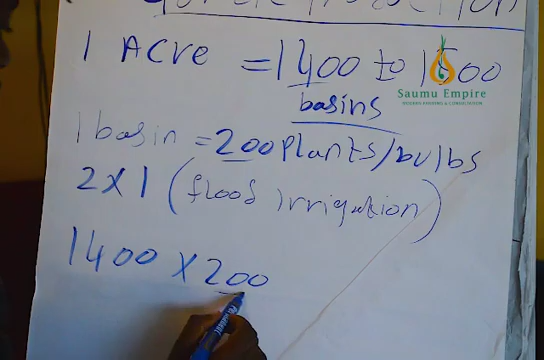 1 Acre = 1400 to 1500
basins
Saumu Empire
1 basin = 200 Plants/bulbs
2 X 1 (flood irrigation)
1400 X 200